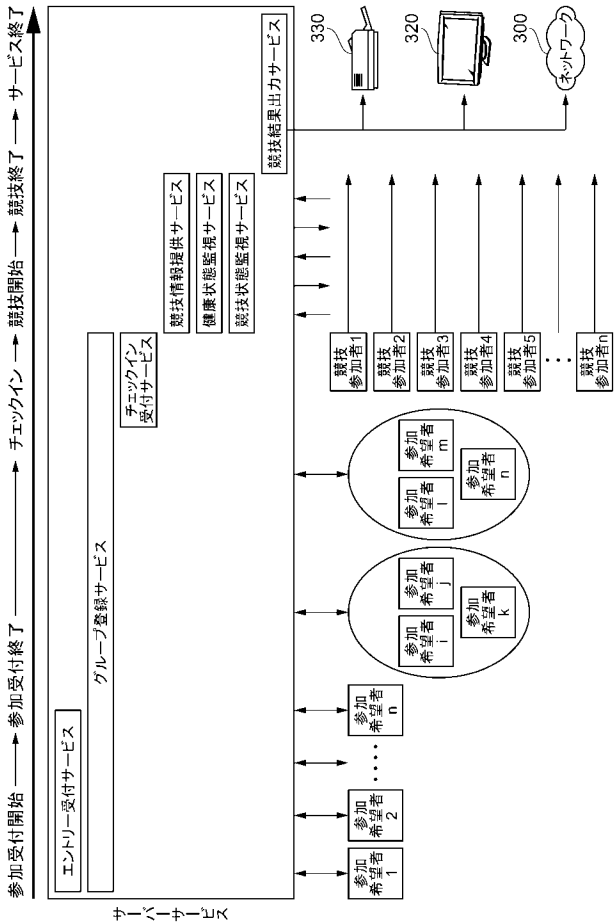 参加受付開始 → 参加受付終了 → チェックイン → 競技開始 → 競技終了 → サービス終了
サーバーサービス
エントリー受付サービス
グループ登録サービス
チェックイン
受付サービス
競技情報提供サービス
健康状態監視サービス
競技状態監視サービス
競技結果出力サービス
参加
希望者
1
参加
希望者
2
‥‥
参加
希望者
n
参加
希望者
i
参加
希望者
j
参加
希望者
k
参加
希望者
l
参加
希望者
m
参加
希望者
n
競技
参加者1
競技
参加者2
競技
参加者3
競技
参加者4
競技
参加者5
⋮
競技
参加者n
330
320
300
ネットワーク